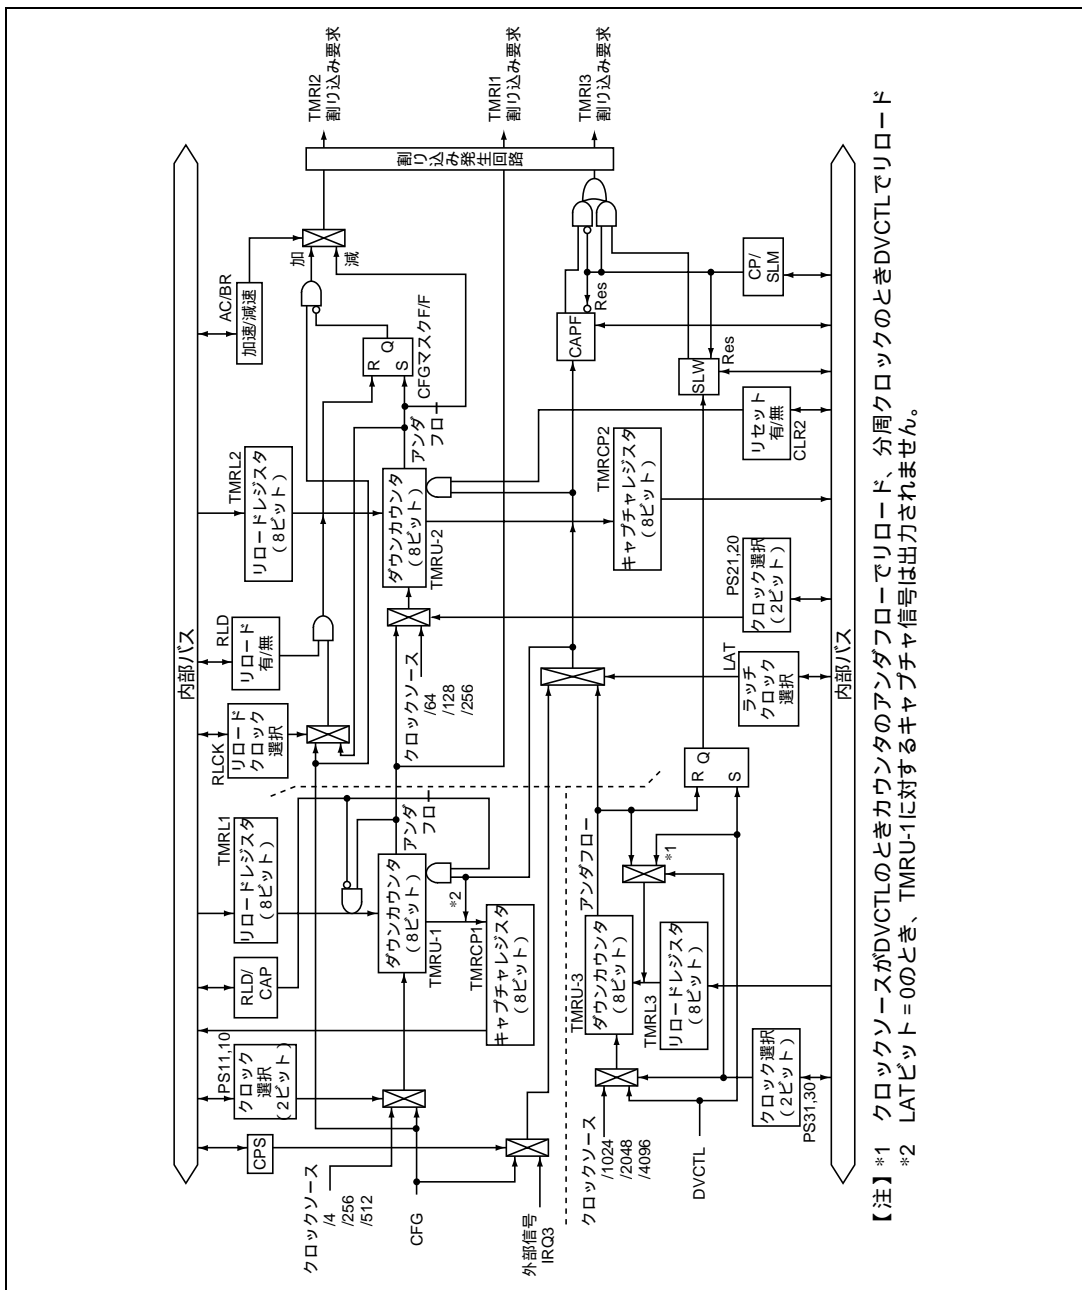 内部バス
CPS
PS11,10
クロック
選択
(2ビット)
RLD/
CAP
TMRL1
リロードレジスタ
(8ビット)
RLCK
リロード
クロック
選択
RLD
リロード
有/無
TMRL2
リロードレジスタ
(8ビット)
AC/BR
加速/減速
加
減
TMRI2
割り込み要求
TMRI1
割り込み要求
TMRI3
割り込み要求
割り込み発生回路
クロックソース
/4
/256
/512
CFG
外部信号
IRQ3
ダウンカウンタ
(8ビット)
TMRU-1
アンダ
フロー
*2
TMRCP1
キャプチャレジスタ
(8ビット)
クロックソース
/64
/128
/256
ダウンカウンタ
(8ビット)
TMRU-2
アンダ
フロー
R
Q
S
CFGマスクF/F
TMRCP2
キャプチャレジスタ
(8ビット)
CAPF
Res
SLW
Res
CP/
SLM
リセット
有/無
CLR2
PS21,20
クロック選択
(2ビット)
LAT
ラッチ
クロック
選択
R
Q
S
クロックソース
/1024
/2048
/4096
DVCTL
TMRU-3
ダウンカウンタ
(8ビット)
アンダフロー
*1
TMRL3
リロードレジスタ
(8ビット)
クロック選択
(2ビット)
PS31,30
内部バス
【注】*1 クロックソースがDVCTLのときカウンタのアンダフローでリロード、分周クロックのときDVCTLでリロード
*2 LATビット=0のとき、TMRU-1に対するキャプチャ信号は出力されません。